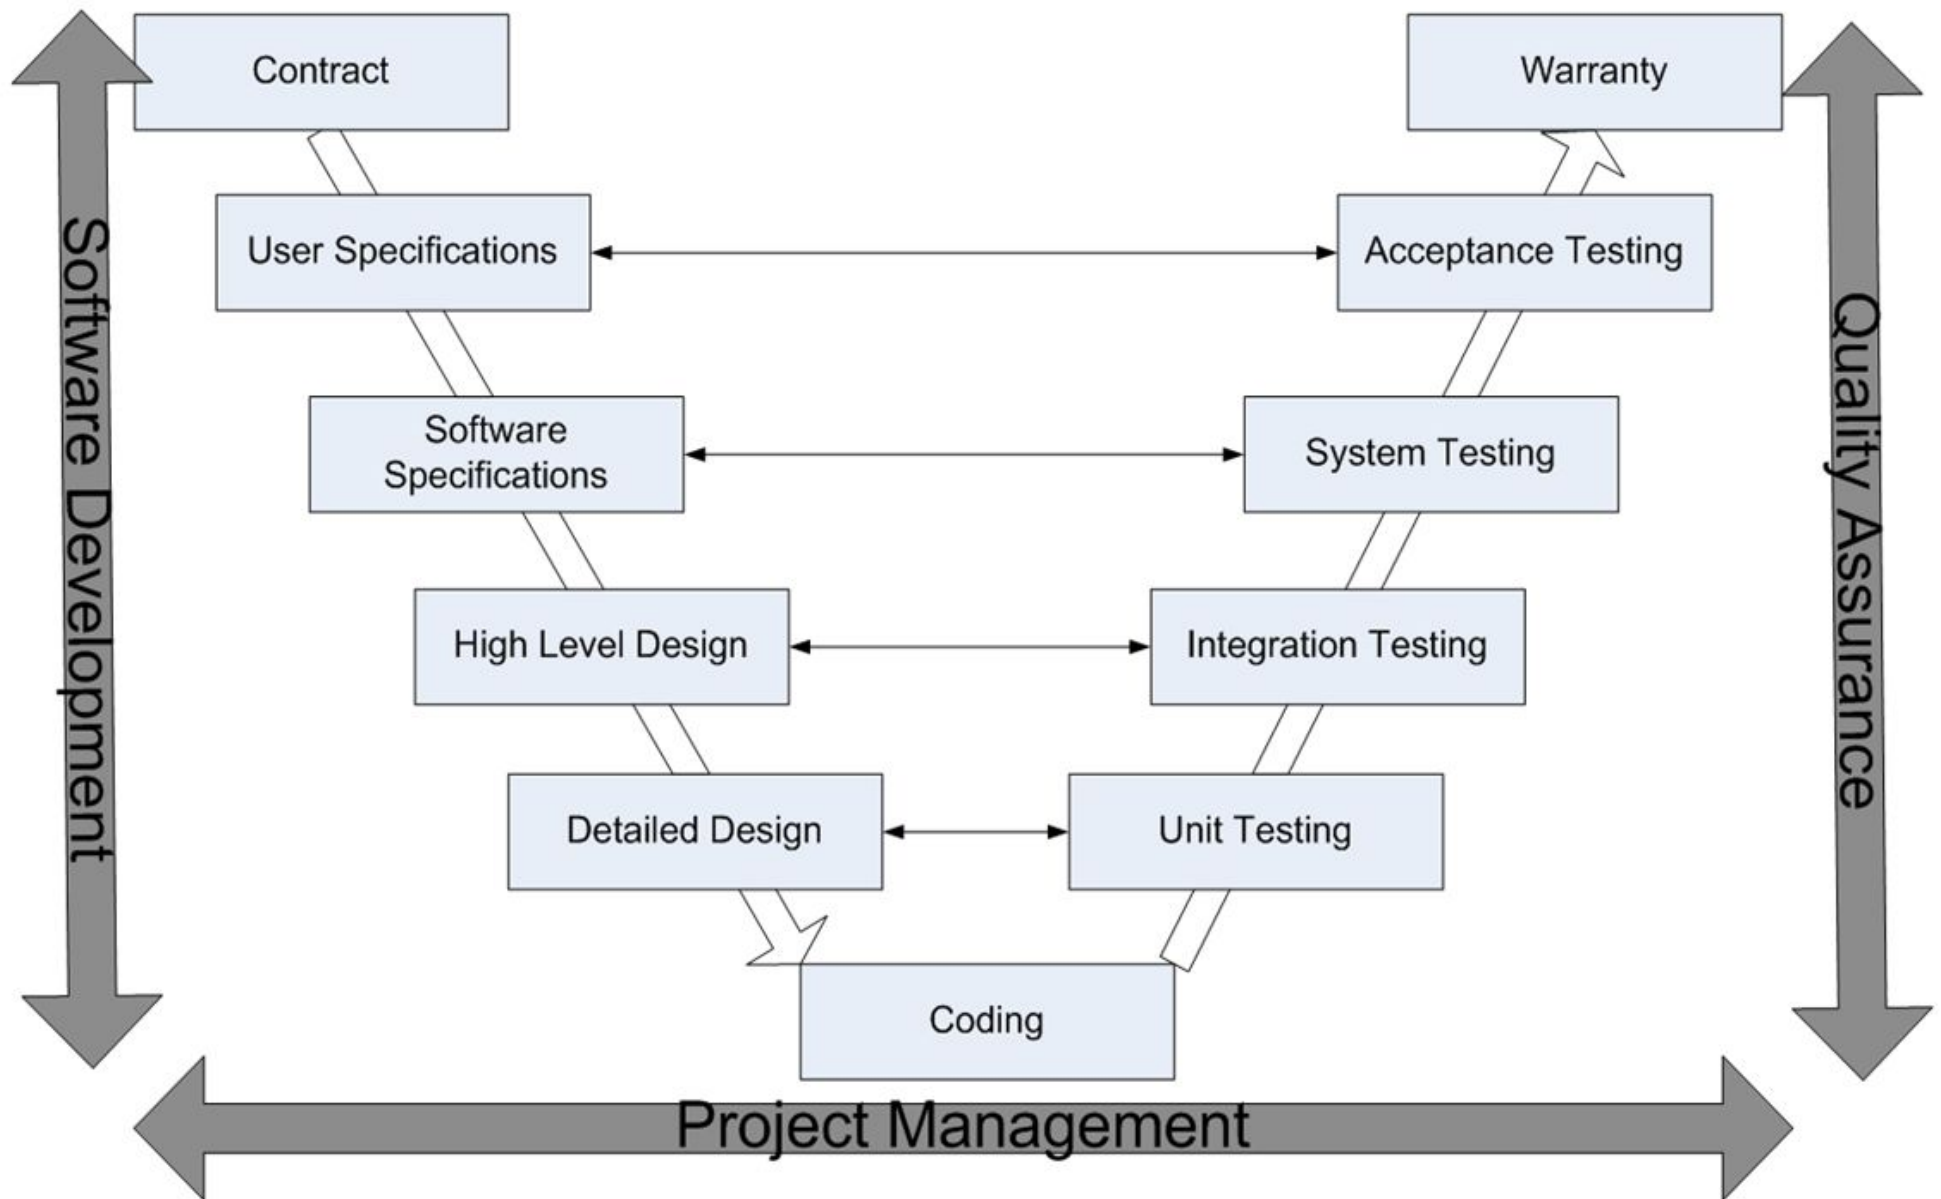 Contract
Warranty
User Specifications
Acceptance Testing
Software
Specifications
System Testing
High Level Design
Integration Testing
Detailed Design
Unit Testing
Coding
Software Development
Quality Assurance
Project Management